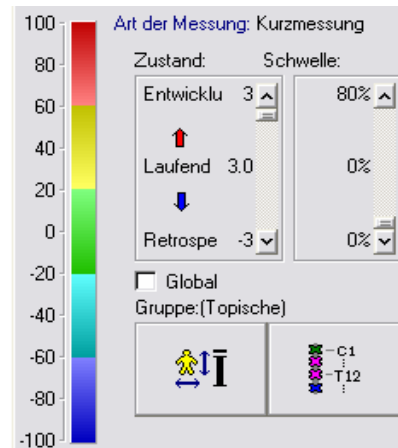 Art der Messung: Kurzmessung
Zustand: Schwelle:
Entwicklu 3 80%
Laufend 3.0 0%
Retrospe -3 0%
Global
Gruppe:(Topische)
C1
T12
100
80
60
40
20
0
-20
-40
-60
-80
-100